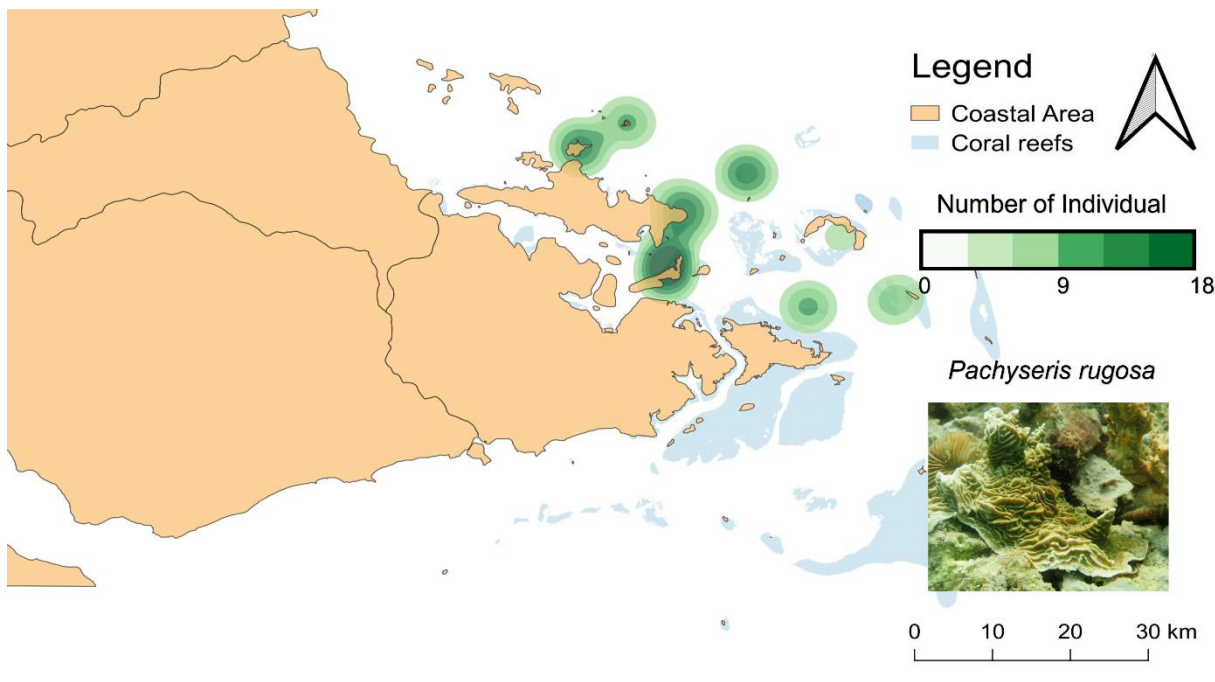 Legend
Coastal Area
Coral reefs
Number of Individual
0 9 18
Pachyseris rugosa
0 10 20 30 km